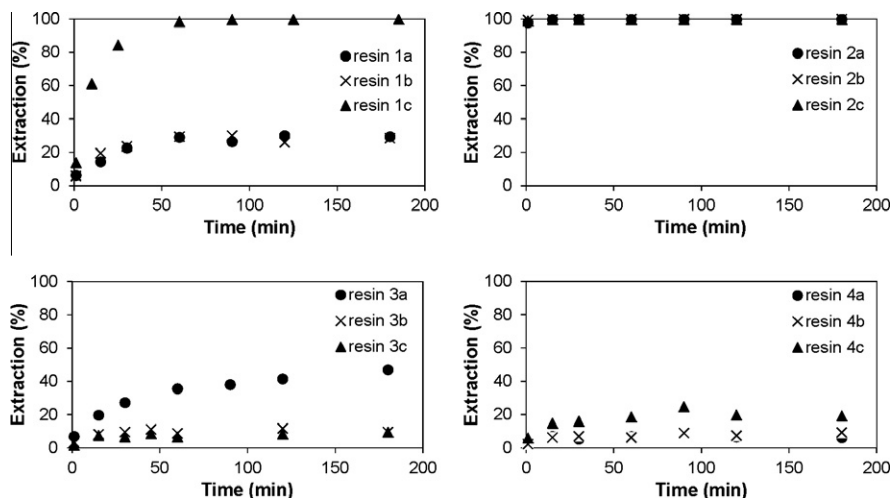 Extraction (%)
100
80
60
40
20
0
resin 1a
resin 1b
resin 1c
0 50 100 150 200
Time (min)
Extraction (%)
100
80
60
40
20
0
resin 2a
resin 2b
resin 2c
0 50 100 150 200
Time (min)
Extraction (%)
100
80
60
40
20
0
resin 3a
resin 3b
resin 3c
0 50 100 150 200
Time (min)
Extraction (%)
100
80
60
40
20
0
resin 4a
resin 4b
resin 4c
0 50 100 150 200
Time (min)